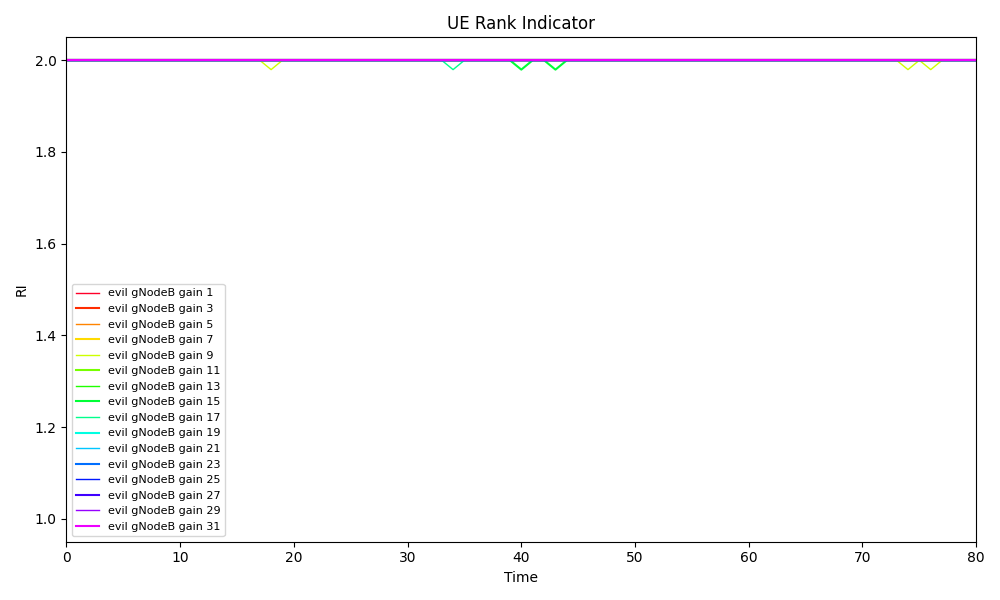 UE Rank Indicator
RI
2.0
1.8
1.6
1.4
1.2
1.0
evil gNodeB gain 1
evil gNodeB gain 3
evil gNodeB gain 5
evil gNodeB gain 7
evil gNodeB gain 9
evil gNodeB gain 11
evil gNodeB gain 13
evil gNodeB gain 15
evil gNodeB gain 17
evil gNodeB gain 19
evil gNodeB gain 21
evil gNodeB gain 23
evil gNodeB gain 25
evil gNodeB gain 27
evil gNodeB gain 29
evil gNodeB gain 31
0 10 20 30 40 50 60 70 80
Time